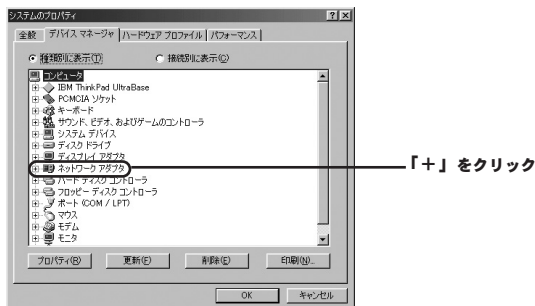 システムのプロパティ
全般 デバイス マネージャ ハードウェア プロファイル パフォーマンス
種類別に表示(T) 接続別に表示(C)
コンピュータ
IBM ThinkPad UltraBase
PCMCIA ソケット
キーボード
サウンド、ビデオ、およびゲームのコントローラ
システム デバイス
ディスク ドライブ
ディスプレイ アダプタ
ネットワーク アダプタ
「+」をクリック
ハード ディスク コントローラ
フロッピー ディスク コントローラ
ポート (COM / LPT)
マウス
モデム
モニタ
プロパティ(R) 更新(F) 削除(E) 印刷(N)...
OK キャンセル